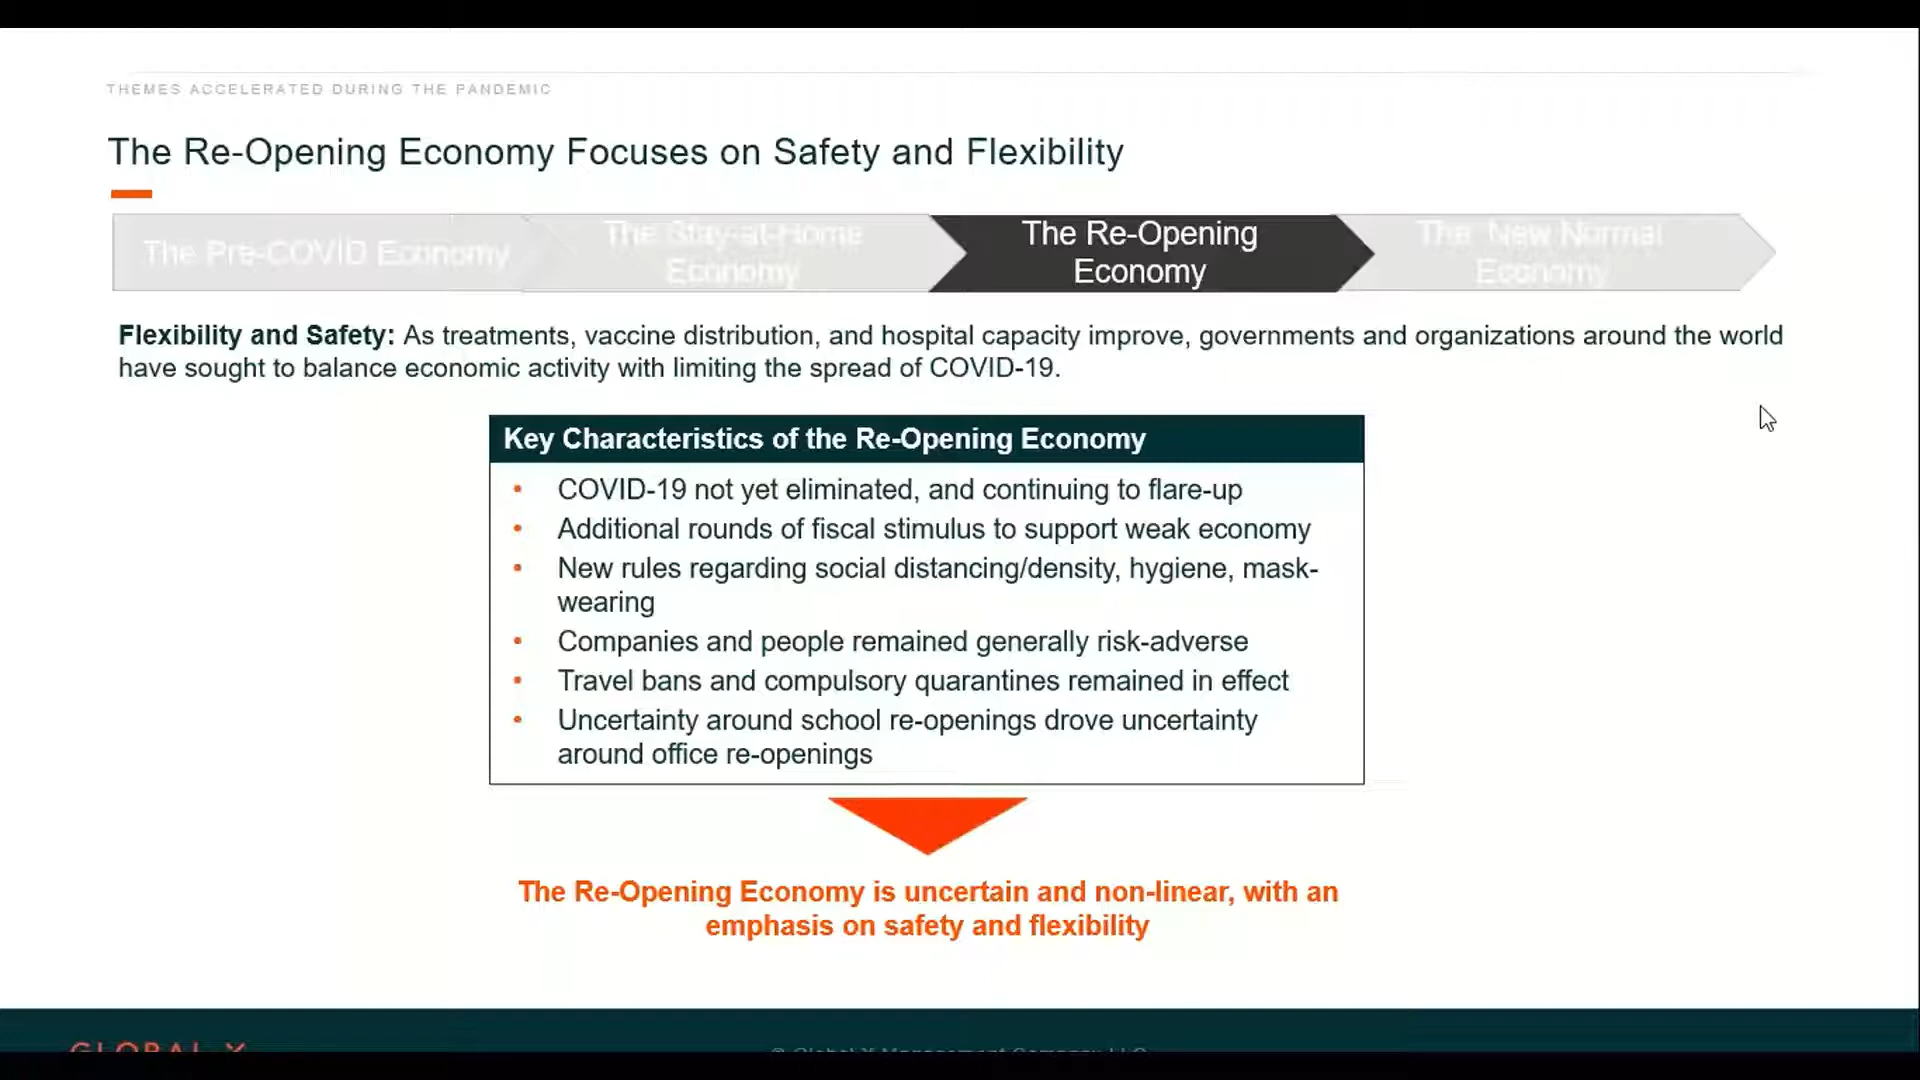 THEMES ACCELERATED DURING THE PANDEMIC
The Re-Opening Economy Focuses on Safety and Flexibility
The Pre-COVID Economy
The Stay-at-Home
Economy
The Re-Opening
Economy
The New Normal
Economy
Flexibility and Safety: As treatments, vaccine distribution, and hospital capacity improve, governments and organizations around the world
have sought to balance economic activity with limiting the spread of COVID-19.
Key Characteristics of the Re-Opening Economy
• COVID-19 not yet eliminated, and continuing to flare-up
• Additional rounds of fiscal stimulus to support weak economy
• New rules regarding social distancing/density, hygiene, mask-
wearing
• Companies and people remained generally risk-adverse
• Travel bans and compulsory quarantines remained in effect
• Uncertainty around school re-openings drove uncertainty
around office re-openings
The Re-Opening Economy is uncertain and non-linear, with an
emphasis on safety and flexibility
GLOBAL X
© Global X Management Company LLC